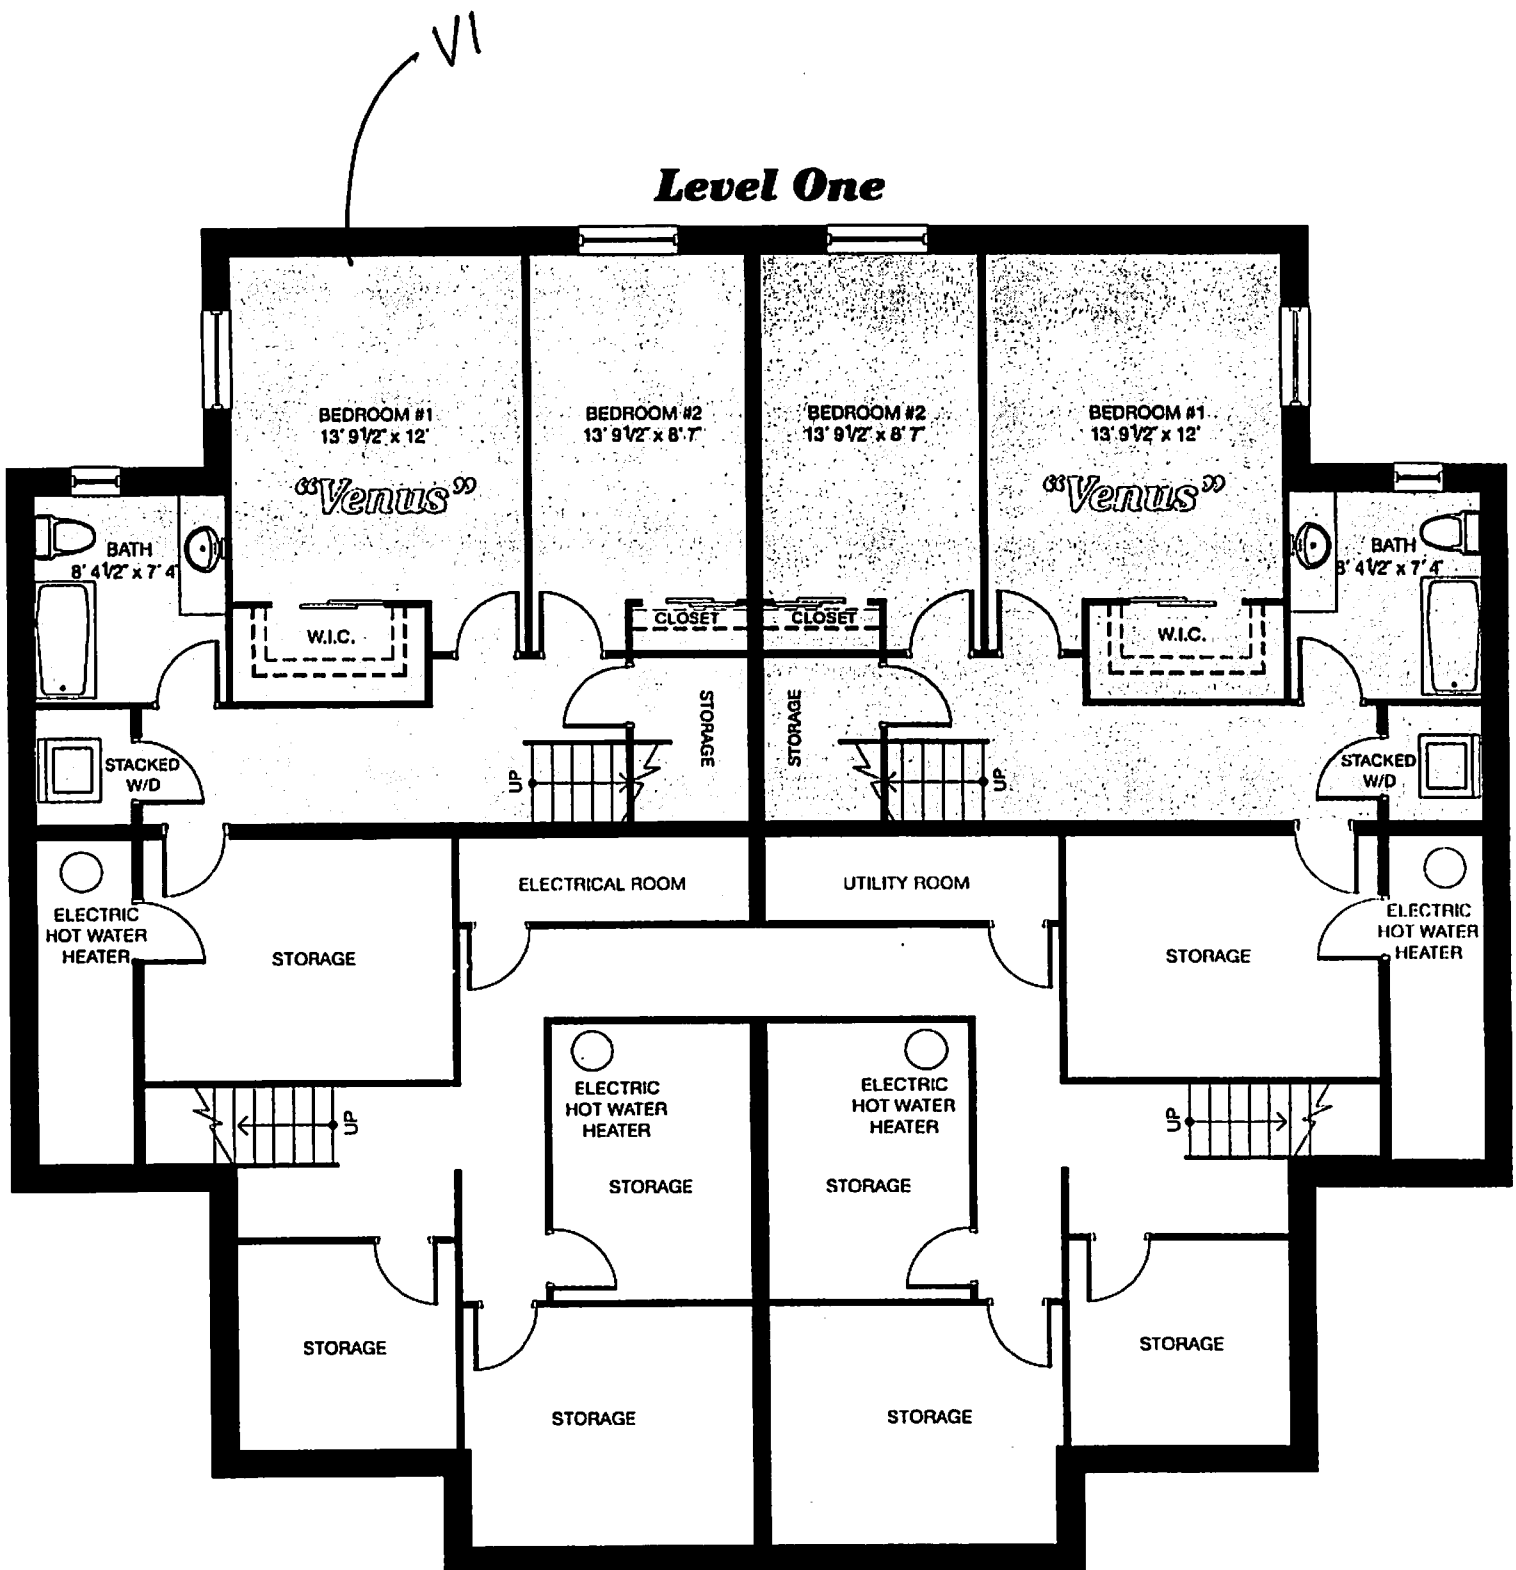 VI
Level One
BEDROOM #1
13' 9 1/2" x 12'
"Venus"
BEDROOM #2
13' 9 1/2" x 8' 7"
BEDROOM #2
13' 9 1/2" x 8' 7"
BEDROOM #1
13' 9 1/2" x 12'
"Venus"
BATH
8' 4 1/2" x 7' 4"
W.I.C.
CLOSET
CLOSET
W.I.C.
BATH
8' 4 1/2" x 7' 4"
STACKED
W/D
UP
STORAGE
STORAGE
UP
STACKED
W/D
ELECTRIC
HOT WATER
HEATER
STORAGE
ELECTRICAL ROOM
UTILITY ROOM
STORAGE
ELECTRIC
HOT WATER
HEATER
UP
ELECTRIC
HOT WATER
HEATER
STORAGE
ELECTRIC
HOT WATER
HEATER
STORAGE
UP
STORAGE
STORAGE
STORAGE
STORAGE